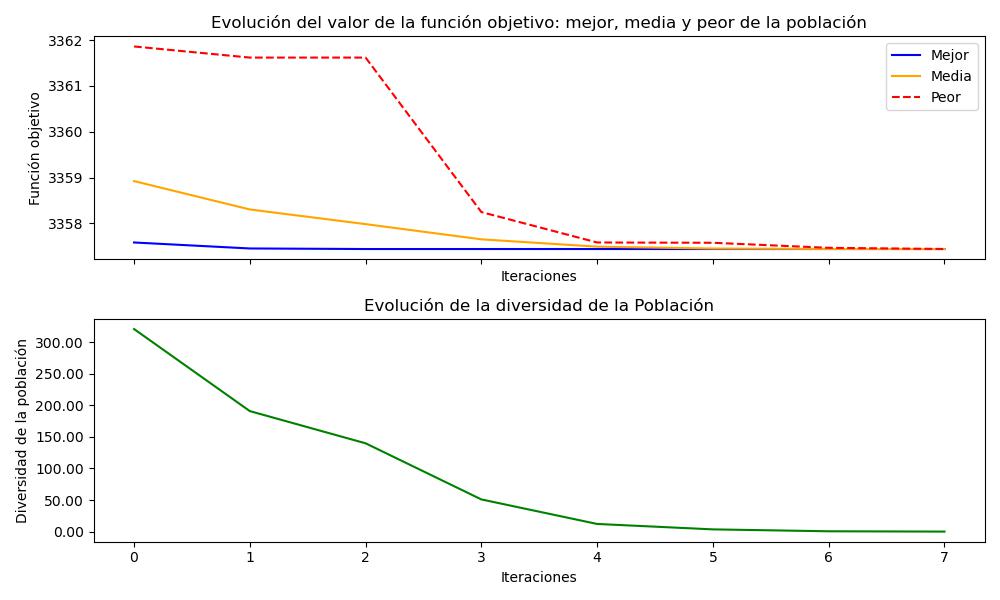 Evolución del valor de la función objetivo: mejor, media y peor de la población
Función objetivo
3362
3361
3360
3359
3358
Mejor
Media
Peor
Iteraciones
Evolución de la diversidad de la Población
Diversidad de la población
300.00
250.00
200.00
150.00
100.00
50.00
0.00
0 1 2 3 4 5 6 7
Iteraciones